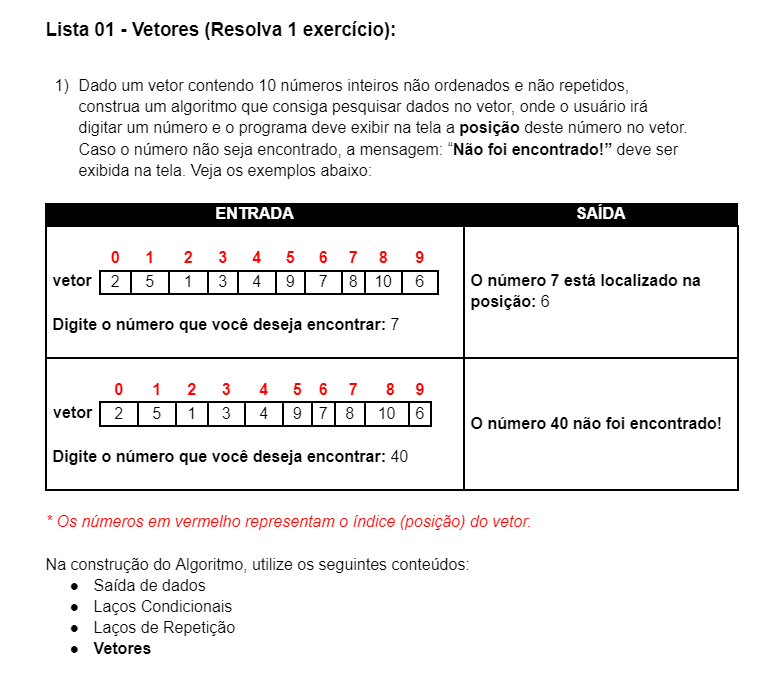 Lista 01 - Vetores (Resolva 1 exercício):
1) Dado um vetor contendo 10 números inteiros não ordenados e não repetidos,
construa um algoritmo que consiga pesquisar dados no vetor, onde o usuário irá
digitar um número e o programa deve exibir na tela a posição deste número no vetor.
Caso o número não seja encontrado, a mensagem: “Não foi encontrado!” deve ser
exibida na tela. Veja os exemplos abaixo:
ENTRADA SAÍDA
0 1 2 3 4 5 6 7 8 9
vetor 2 5 1 3 4 9 7 8 10 6
Digite o número que você deseja encontrar: 7
O número 7 está localizado na
posição: 6
0 1 2 3 4 5 6 7 8 9
vetor 2 5 1 3 4 9 7 8 10 6
Digite o número que você deseja encontrar: 40
O número 40 não foi encontrado!
* Os números em vermelho representam o índice (posição) do vetor.
Na construção do Algoritmo, utilize os seguintes conteúdos:
● Saída de dados
● Laços Condicionais
● Laços de Repetição
● Vetores